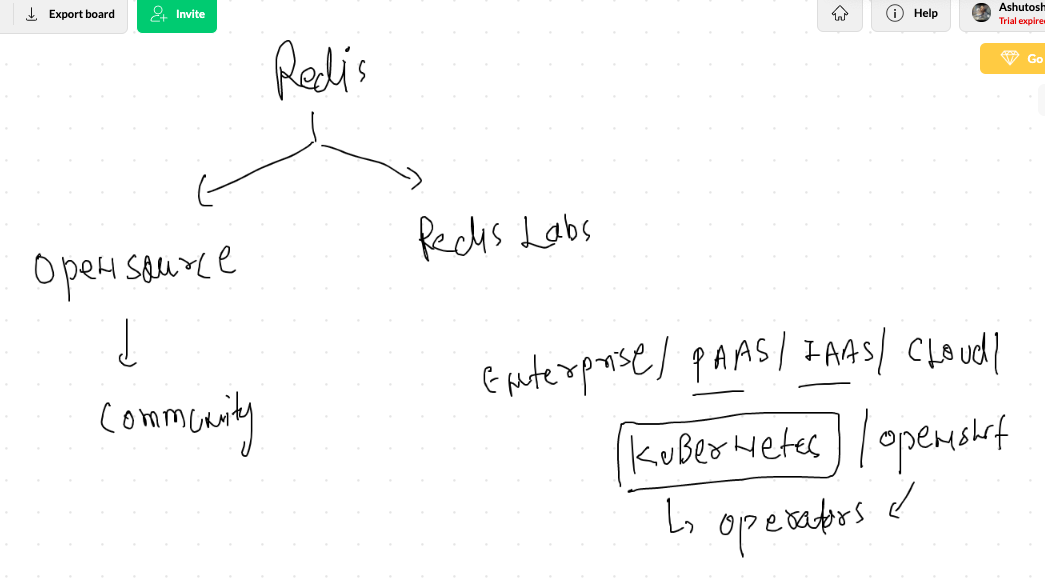 Export board
Invite
Help
Ashutosh
Trial expire
Go
Redis
Redis Labs
Opensource
Enterprise/ PAAS/ IAAS/ Cloud/
Community
Kubernetes / openshif
operators